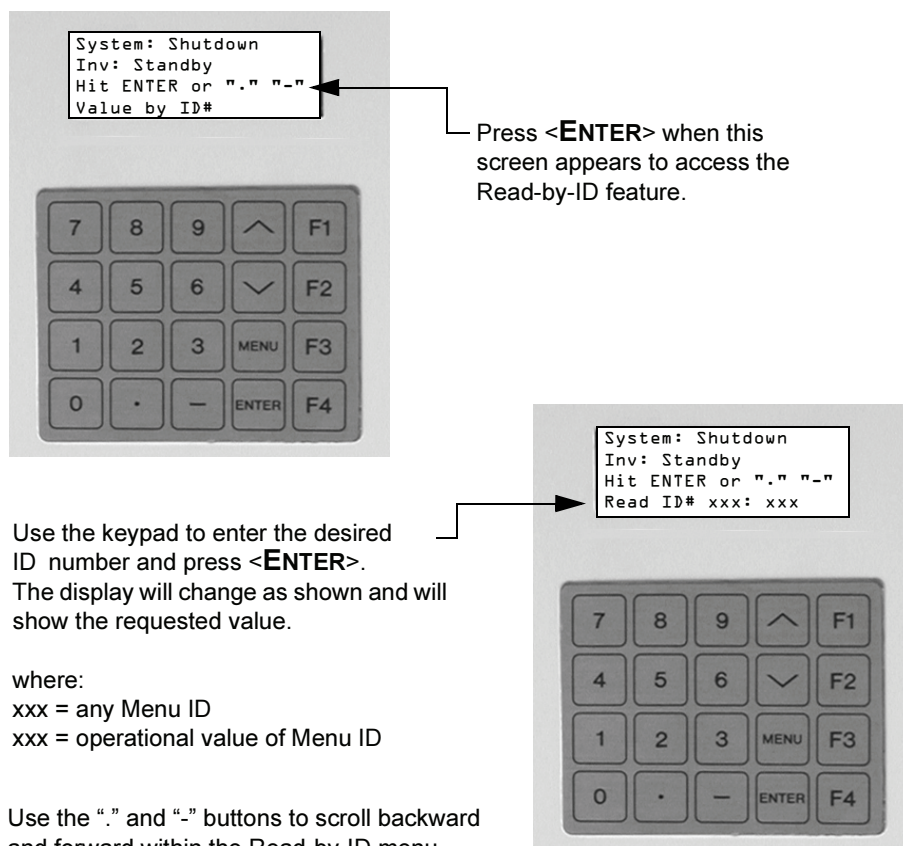 System: Shutdown
Inv: Standby
Hit ENTER or "." "-"
Value by ID#
Press <ENTER> when this
screen appears to access the
Read-by-ID feature.
7 8 9 F1
4 5 6 F2
1 2 3 MENU F3
0 · — ENTER F4
Use the keypad to enter the desired
ID number and press <ENTER>.
The display will change as shown and will
show the requested value.
where:
xxx = any Menu ID
xxx = operational value of Menu ID
Use the “.” and “-” buttons to scroll backward
and forward within the Read-by-ID menu
System: Shutdown
Inv: Standby
Hit ENTER or "." "-"
Read ID# xxx: xxx
7 8 9 F1
4 5 6 F2
1 2 3 MENU F3
0 · — ENTER F4